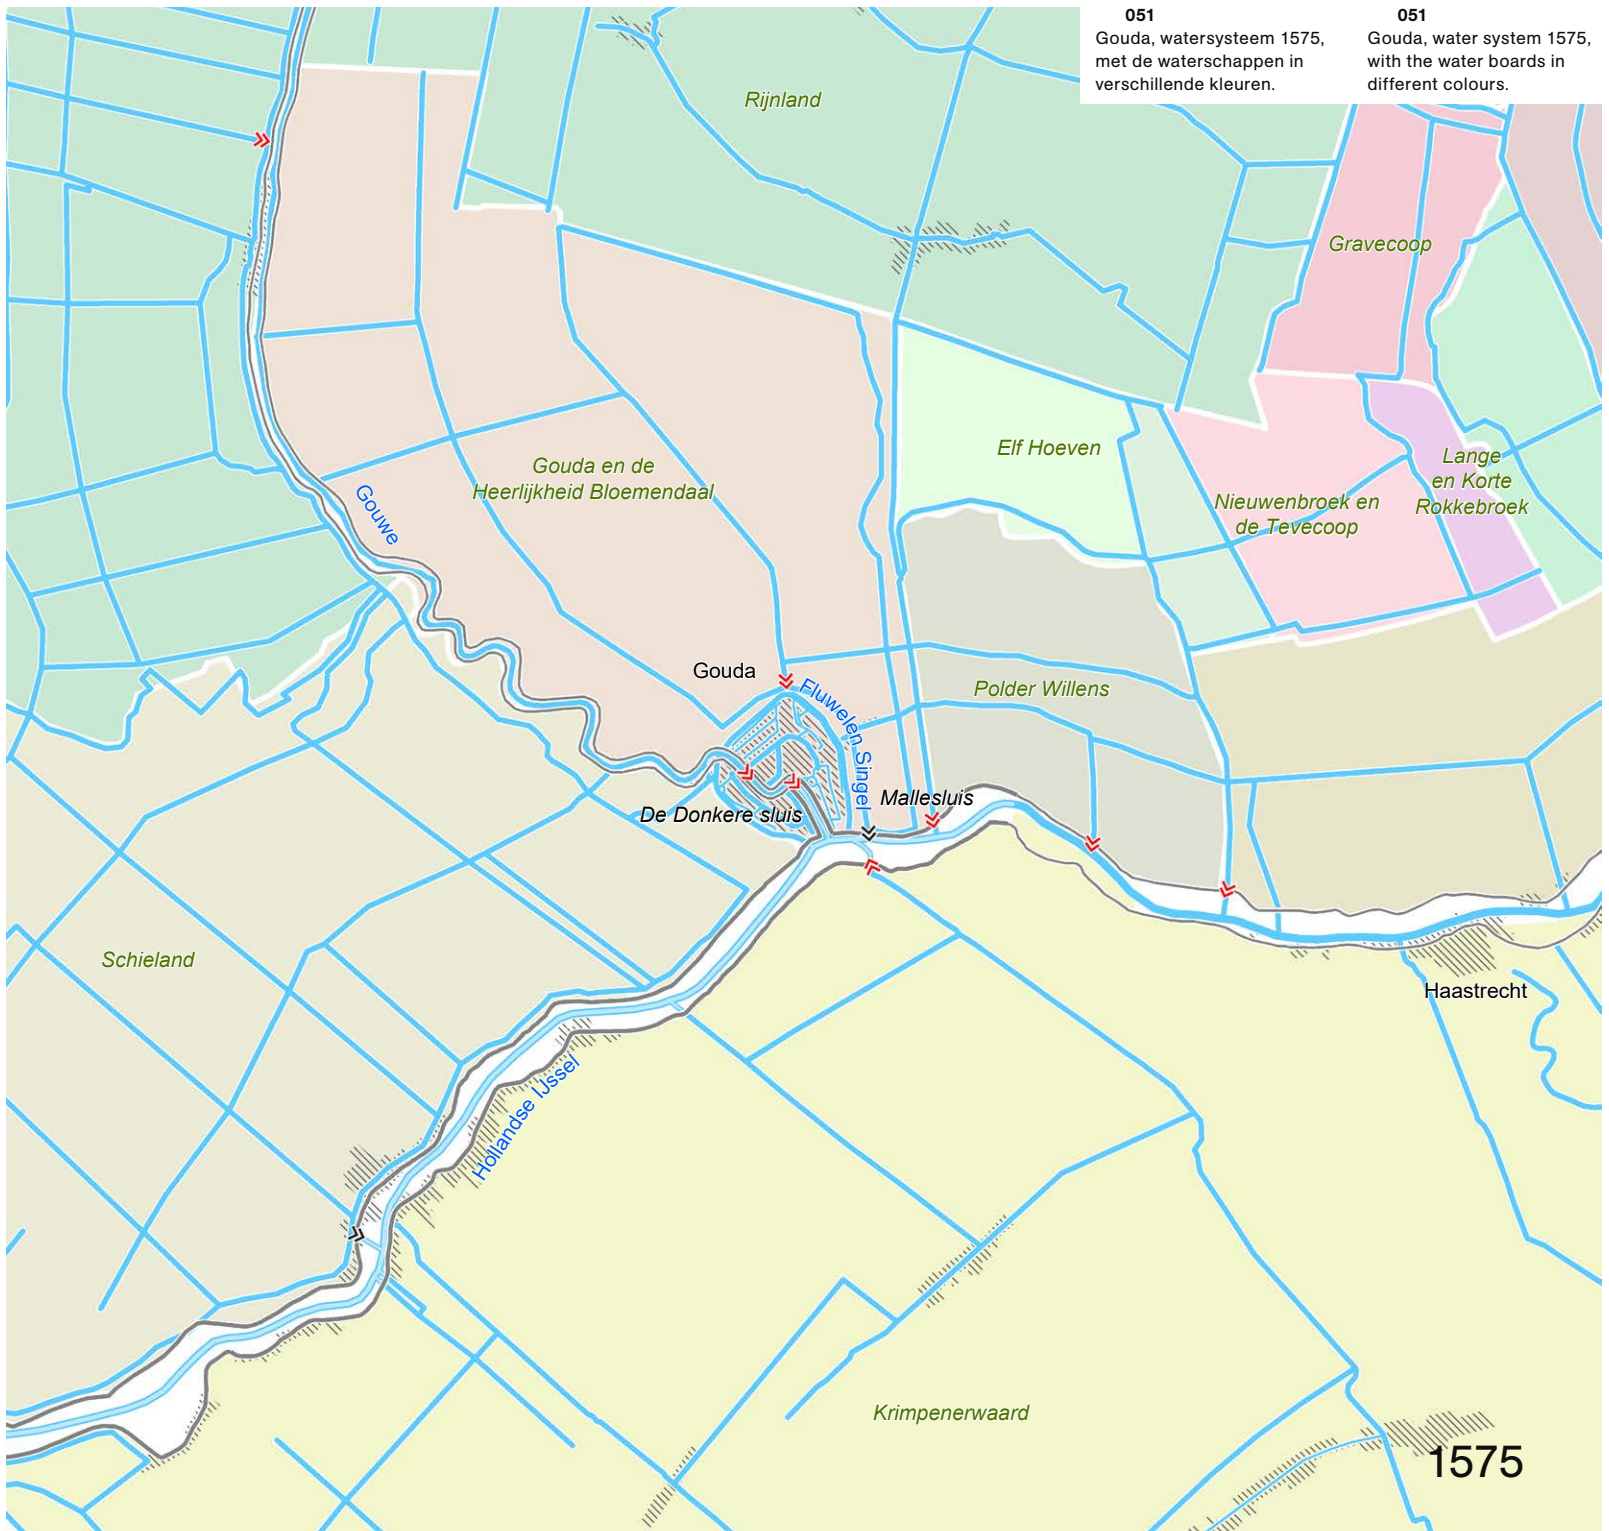 051
Gouda, watersysteem 1575,
met de waterschappen in
verschillende kleuren.
051
Gouda, water system 1575,
with the water boards in
different colours.
Rijnland
Gravecoop
Elf Hoeven
Gouda en de
Heerlijkheid Bloemendaal
Lange
en Korte
Rokkebroek
Nieuwenbroek en
de Tevecoop
Gouwe
Gouda
Fluwelen Singel
Polder Willens
De Donkere sluis
Mallesluis
Schieland
Haastrecht
Hollandse IJssel
Krimpenerwaard
1575